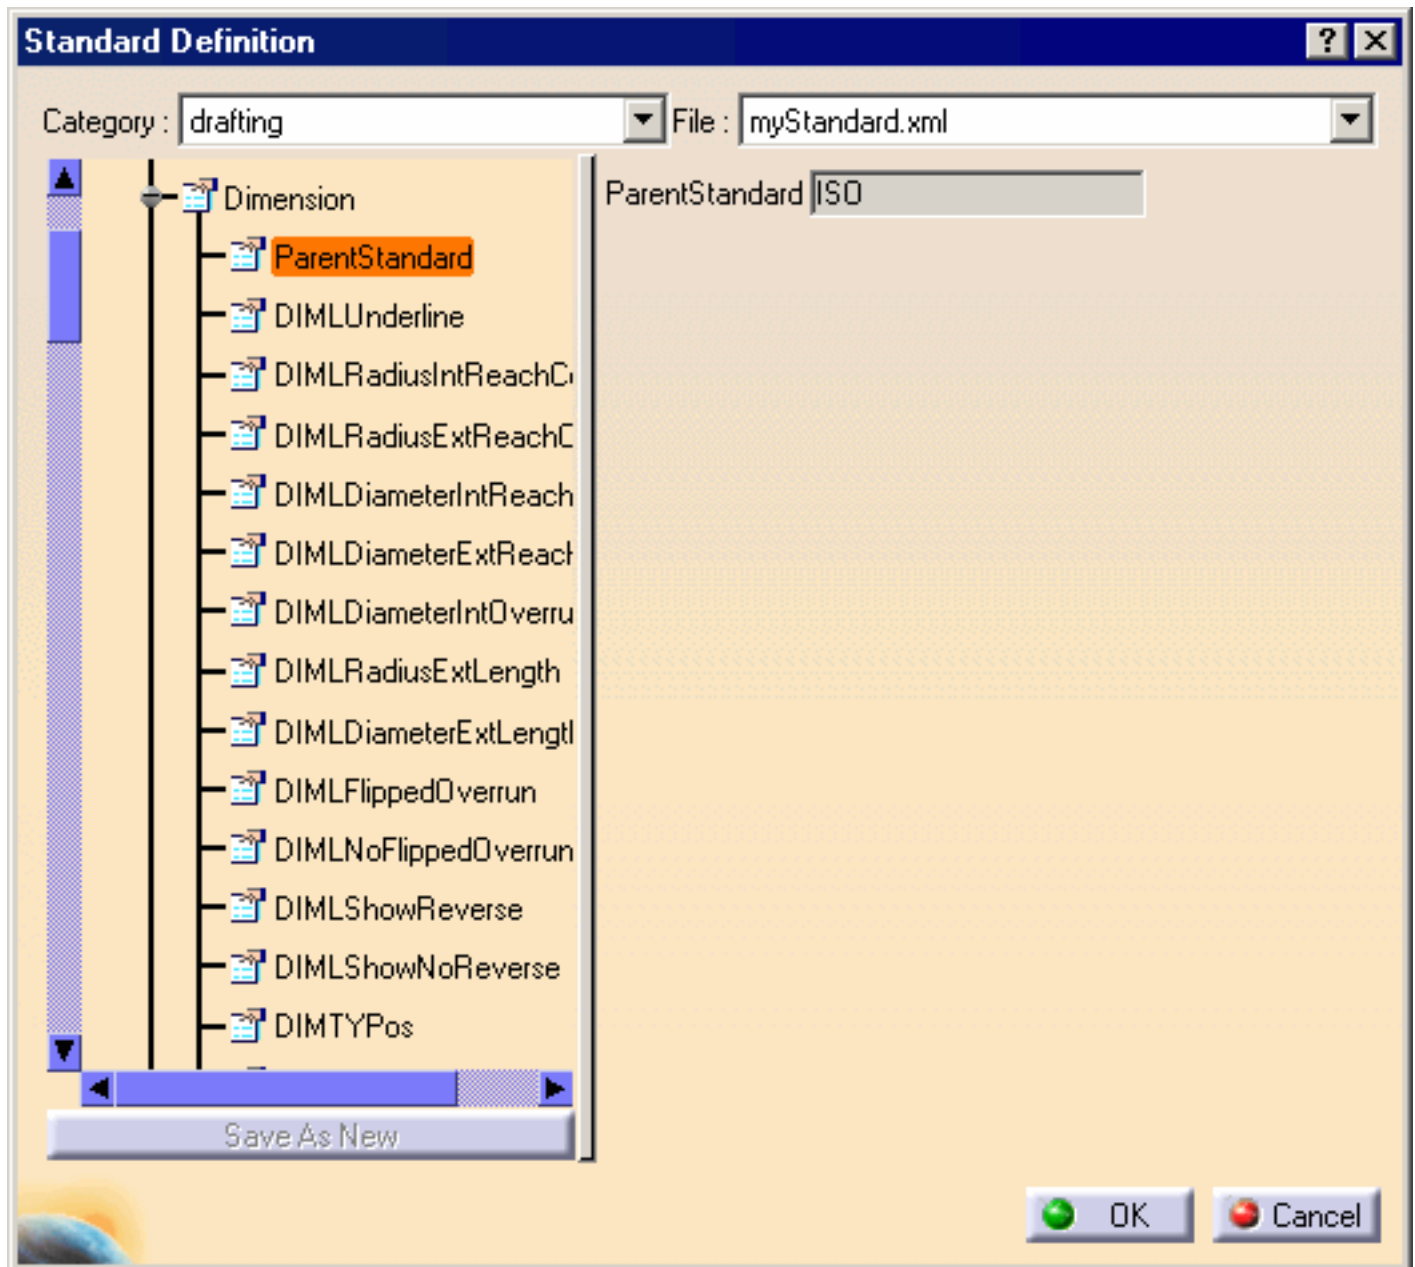 Standard Definition
Category : drafting File : myStandard.xml
Dimension
ParentStandard ISO
ParentStandard
DIMLUnderline
DIMLRadiusIntReachC
DIMLRadiusExtReachC
DIMLDiameterIntReach
DIMLDiameterExtReach
DIMLDiameterIntOverru
DIMLRadiusExtLength
DIMLDiameterExtLengtl
DIMLFlippedOverrun
DIMLNoFlippedOverrun
DIMLShowReverse
DIMLShowNoReverse
DIMTYPos
Save As New
OK Cancel